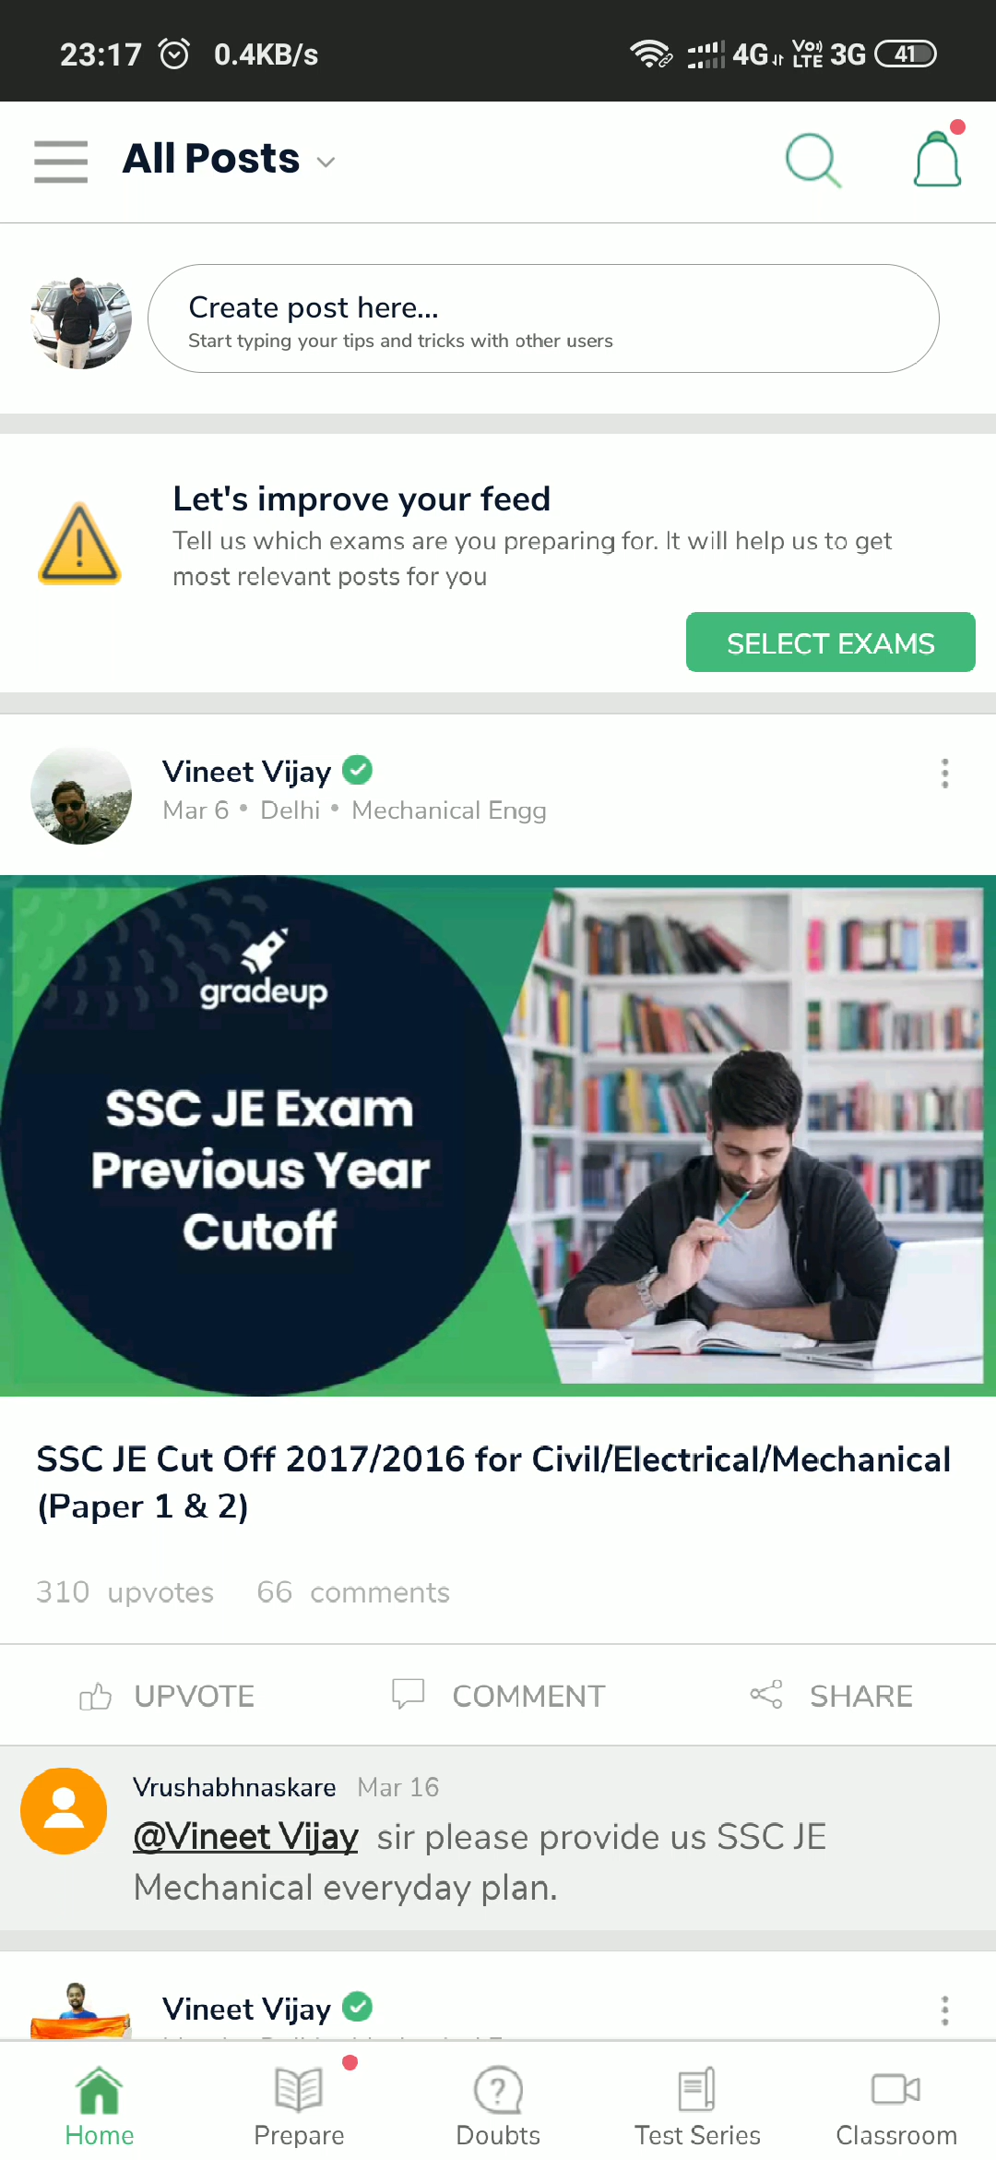 23:17 0.4KB/s 4G Vo) LTE 3G 41
All Posts
Create post here...
Start typing your tips and tricks with other users
Let's improve your feed
Tell us which exams are you preparing for. It will help us to get
most relevant posts for you
SELECT EXAMS
Vineet Vijay
Mar 6 • Delhi • Mechanical Engg
gradeup
SSC JE Exam
Previous Year
Cutoff
SSC JE Cut Off 2017/2016 for Civil/Electrical/Mechanical
(Paper 1 & 2)
310 upvotes 66 comments
UPVOTE COMMENT SHARE
Vrushabhnaskare Mar 16
@Vineet Vijay sir please provide us SSC JE
Mechanical everyday plan.
Vineet Vijay
Home Prepare Doubts Test Series Classroom